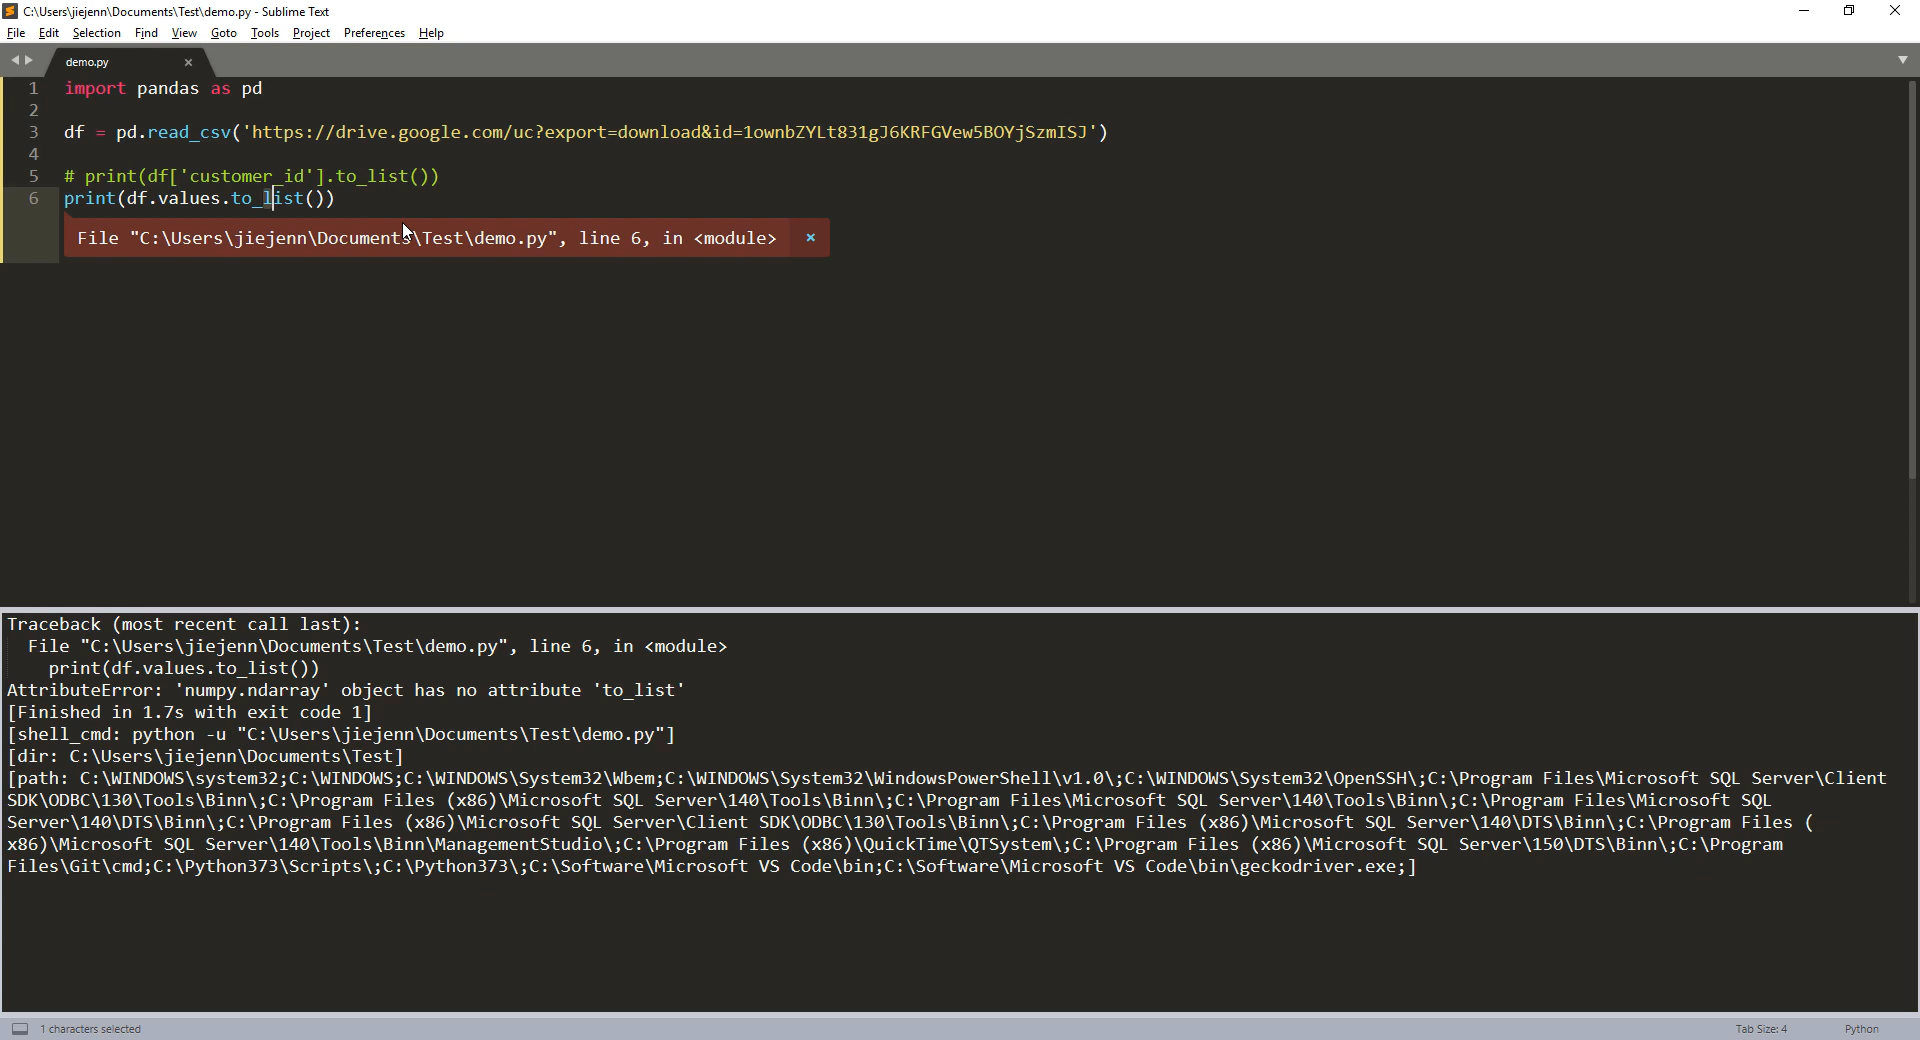 C:\Users\jiejenn\Documents\Test\demo.py - Sublime Text
File Edit Selection Find View Goto Tools Project Preferences Help
demo.py
1 import pandas as pd
2
3 df = pd.read_csv('https://drive.google.com/uc?export=download&id=1ownbZYLt831gJ6KRFGVew5BOYjSzmISJ')
4
5 # print(df['customer_id'].to_list())
6 print(df.values.to_list())
File "C:\Users\jiejenn\Documents\Test\demo.py", line 6, in <module> ×
Traceback (most recent call last):
File "C:\Users\jiejenn\Documents\Test\demo.py", line 6, in <module>
print(df.values.to_list())
AttributeError: 'numpy.ndarray' object has no attribute 'to_list'
[Finished in 1.7s with exit code 1]
[shell_cmd: python -u "C:\Users\jiejenn\Documents\Test\demo.py"]
[dir: C:\Users\jiejenn\Documents\Test]
[path: C:\WINDOWS\system32;C:\WINDOWS;C:\WINDOWS\System32\Wbem;C:\WINDOWS\System32\WindowsPowerShell\v1.0\;C:\WINDOWS\System32\OpenSSH\;C:\Program Files\Microsoft SQL Server\Client
SDK\ODBC\130\Tools\Binn\;C:\Program Files (x86)\Microsoft SQL Server\140\Tools\Binn\;C:\Program Files\Microsoft SQL Server\140\Tools\Binn\;C:\Program Files\Microsoft SQL
Server\140\DTS\Binn\;C:\Program Files (x86)\Microsoft SQL Server\Client SDK\ODBC\130\Tools\Binn\;C:\Program Files (x86)\Microsoft SQL Server\140\DTS\Binn\;C:\Program Files (
x86)\Microsoft SQL Server\140\Tools\Binn\ManagementStudio\;C:\Program Files (x86)\QuickTime\QTSystem\;C:\Program Files (x86)\Microsoft SQL Server\150\DTS\Binn\;C:\Program
Files\Git\cmd;C:\Python373\Scripts\;C:\Python373\;C:\Software\Microsoft VS Code\bin;C:\Software\Microsoft VS Code\bin\geckodriver.exe;]
1 characters selected Tab Size: 4 Python